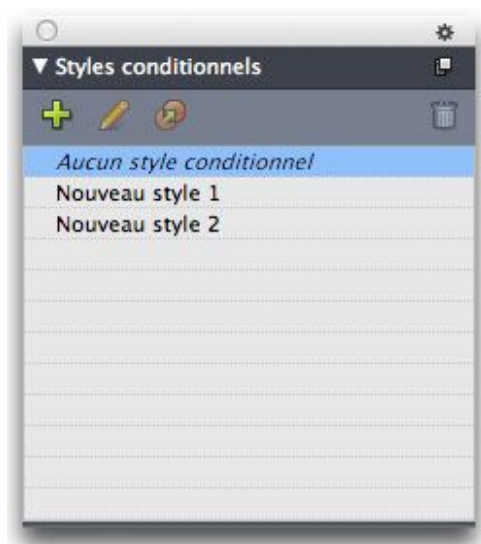 Styles conditionnels
Aucun style conditionnel
Nouveau style 1
Nouveau style 2